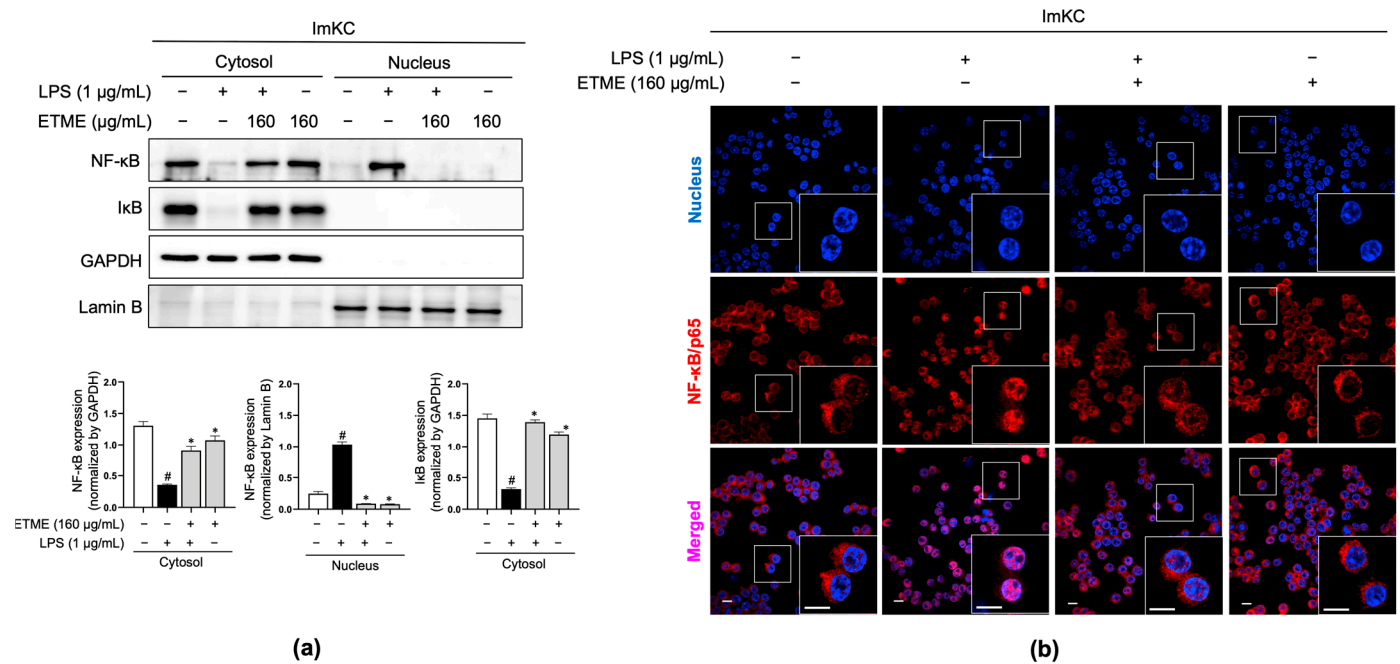 ImKC
Cytosol Nucleus
LPS (1 µg/mL) – + + – – + + –
ETME (µg/mL) – – 160 160 – – 160 160
NF-κB
IκB
GAPDH
Lamin B
NF-κB expression
(normalized by GAPDH)
2.0
1.5
1.0
0.5
0.0
# * *
NF-κB expression
(normalized by Lamin B)
2.0
1.5
1.0
0.5
0.0
# * *
IκB expression
(normalized by GAPDH)
2.0
1.5
1.0
0.5
0.0
# * *
ETME (160 µg/mL) – – + + – – + + – – + +
LPS (1 µg/mL) – + + – – + + – – + + –
Cytosol Nucleus Cytosol
(a)
ImKC
LPS (1 µg/mL) – + + –
ETME (160 µg/mL) – – + +
Nucleus
NF-κB/p65
Merged
(b)